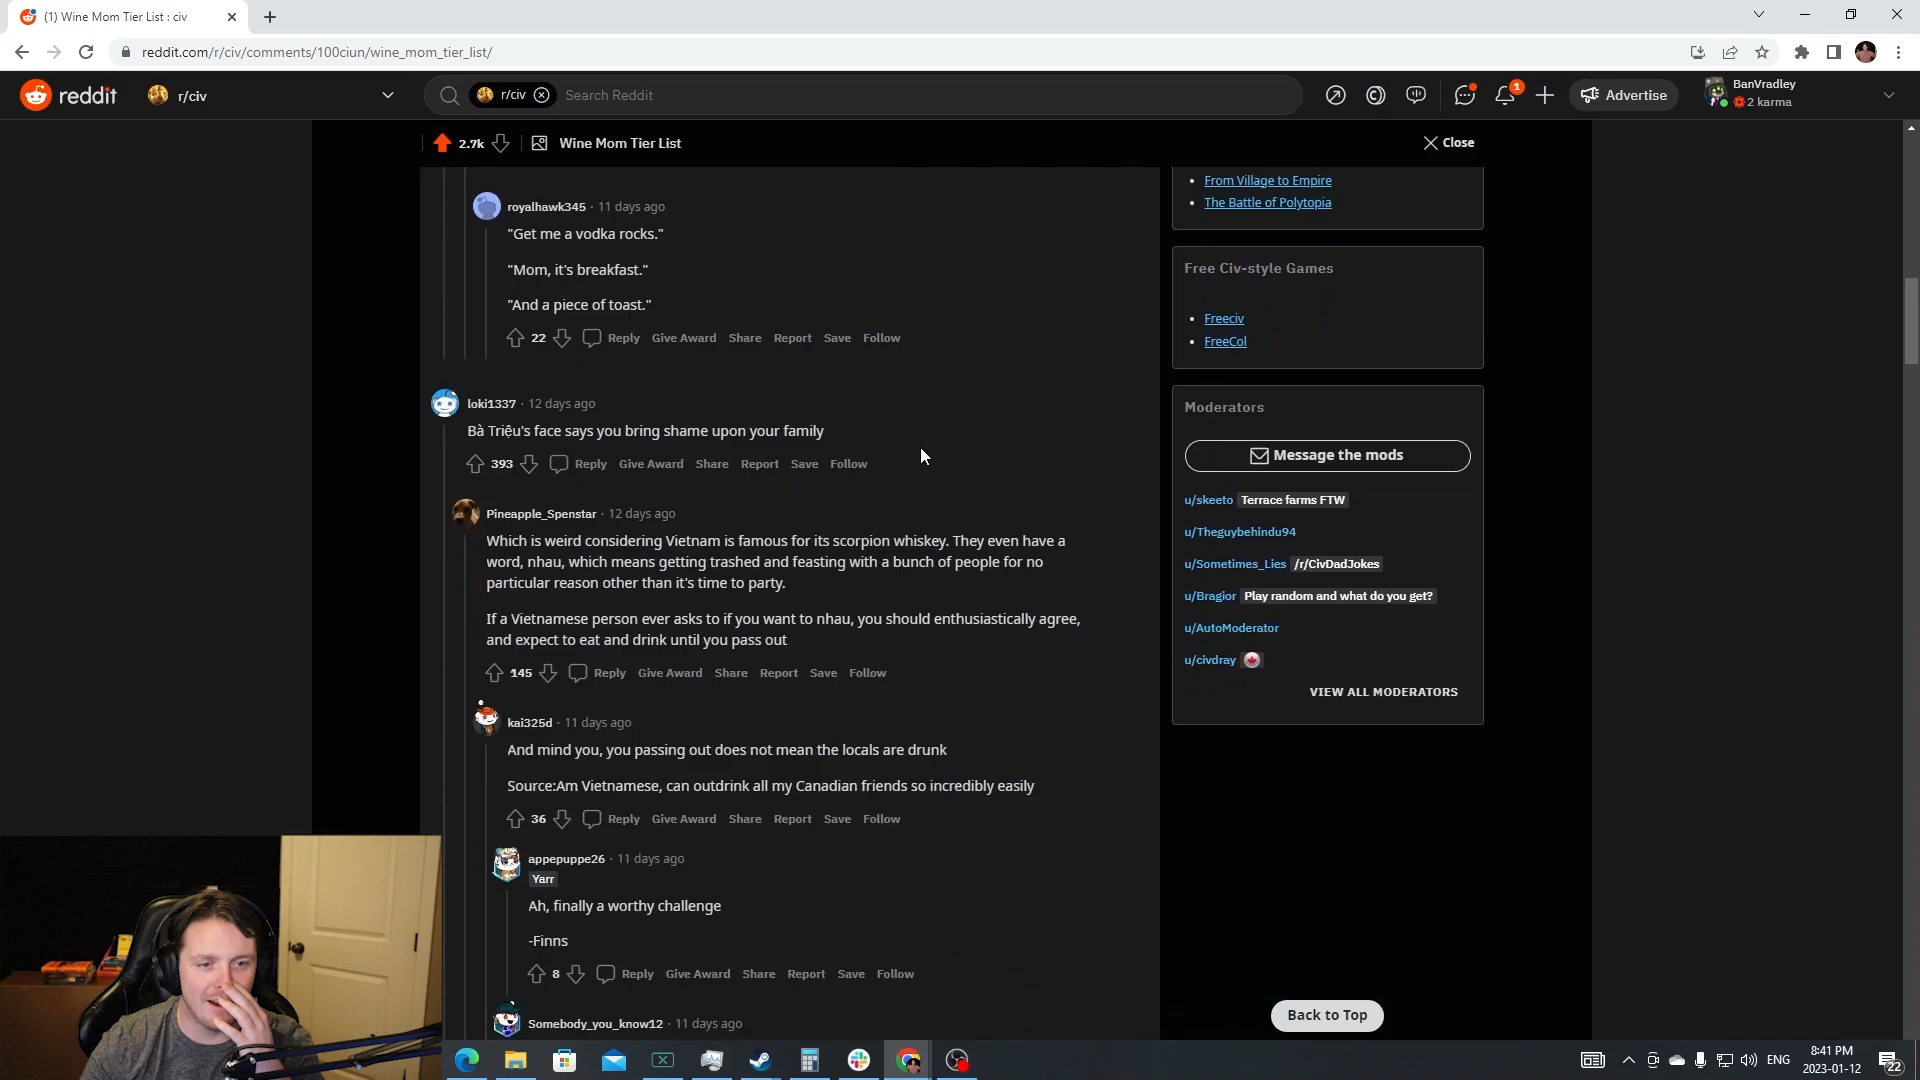 (1) Wine Mom Tier List : civ
reddit.com/r/civ/comments/100ciun/wine_mom_tier_list/
reddit
r/civ
r/civ
Search Reddit
1
Advertise
BanVradley
2 karma
2.7k
Wine Mom Tier List
Close
royalhawk345 · 11 days ago
"Get me a vodka rocks."
"Mom, it's breakfast."
"And a piece of toast."
22 Reply Give Award Share Report Save Follow
loki1337 · 12 days ago
Bà Triệu's face says you bring shame upon your family
393 Reply Give Award Share Report Save Follow
Pineapple_Spenstar · 12 days ago
Which is weird considering Vietnam is famous for its scorpion whiskey. They even have a
word, nhau, which means getting trashed and feasting with a bunch of people for no
particular reason other than it's time to party.
If a Vietnamese person ever asks to if you want to nhau, you should enthusiastically agree,
and expect to eat and drink until you pass out
145 Reply Give Award Share Report Save Follow
kai325d · 11 days ago
And mind you, you passing out does not mean the locals are drunk
Source:Am Vietnamese, can outdrink all my Canadian friends so incredibly easily
36 Reply Give Award Share Report Save Follow
appepuppe26 · 11 days ago
Yarr
Ah, finally a worthy challenge
-Finns
8 Reply Give Award Share Report Save Follow
Somebody_you_know12 · 11 days ago
• From Village to Empire
• The Battle of Polytopia
Free Civ-style Games
• Freeciv
• FreeCol
Moderators
Message the mods
u/skeeto Terrace farms FTW
u/Theguybehindu94
u/Sometimes_Lies /r/CivDadJokes
u/Bragior Play random and what do you get?
u/AutoModerator
u/civdray
VIEW ALL MODERATORS
Back to Top
ENG
8:41 PM
2023-01-12
22